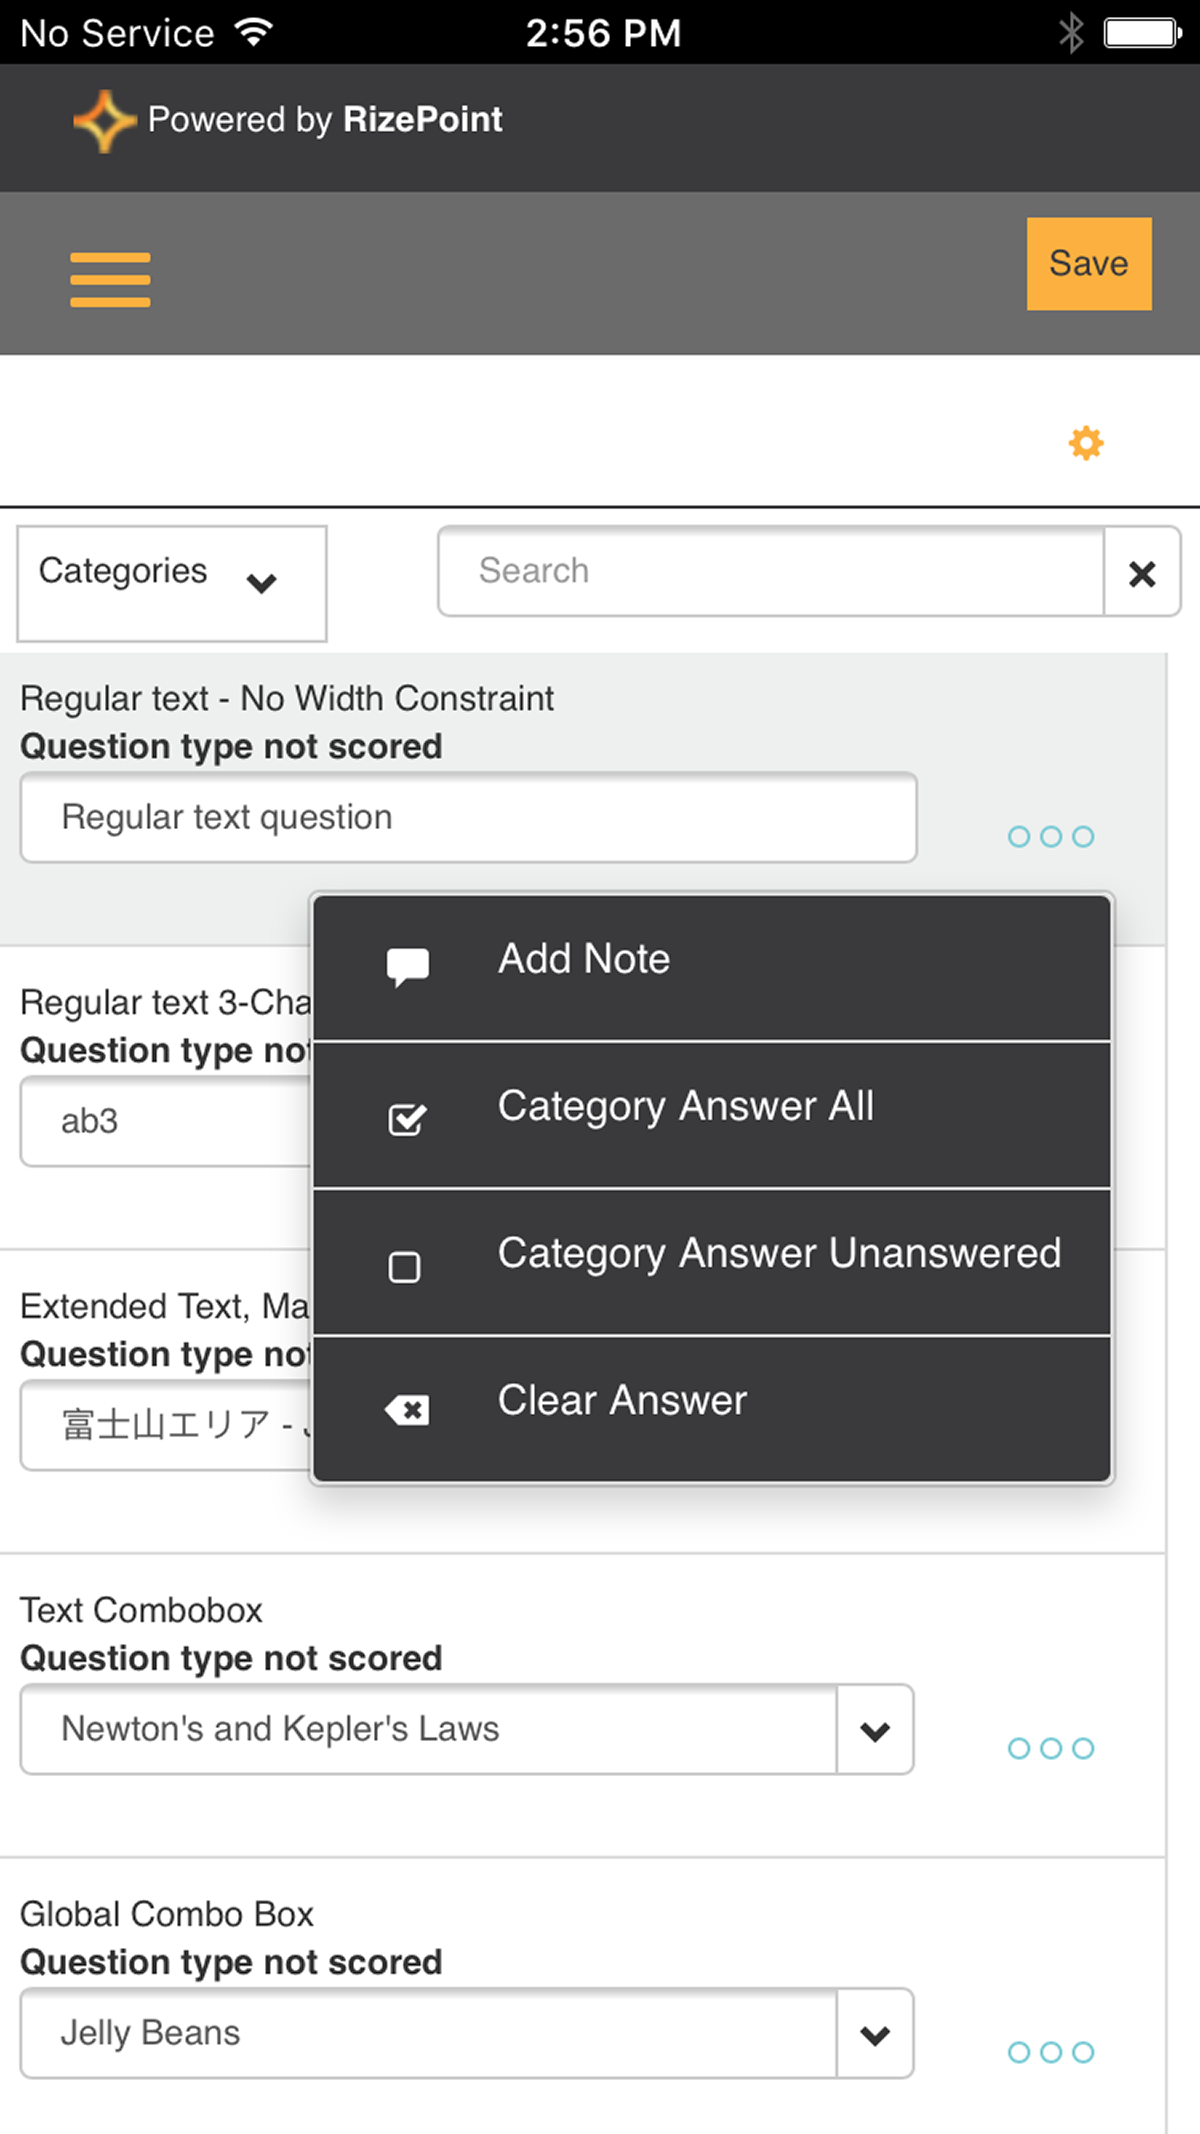 No Service 2:56 PM
Powered by RizePoint
Save
Categories Search
Regular text - No Width Constraint
Question type not scored
Regular text question
Add Note
Regular text 3-Cha
Question type not
ab3
Category Answer All
Category Answer Unanswered
Extended Text, Ma
Question type not
富士山エリア -
Clear Answer
Text Combobox
Question type not scored
Newton's and Kepler's Laws
Global Combo Box
Question type not scored
Jelly Beans